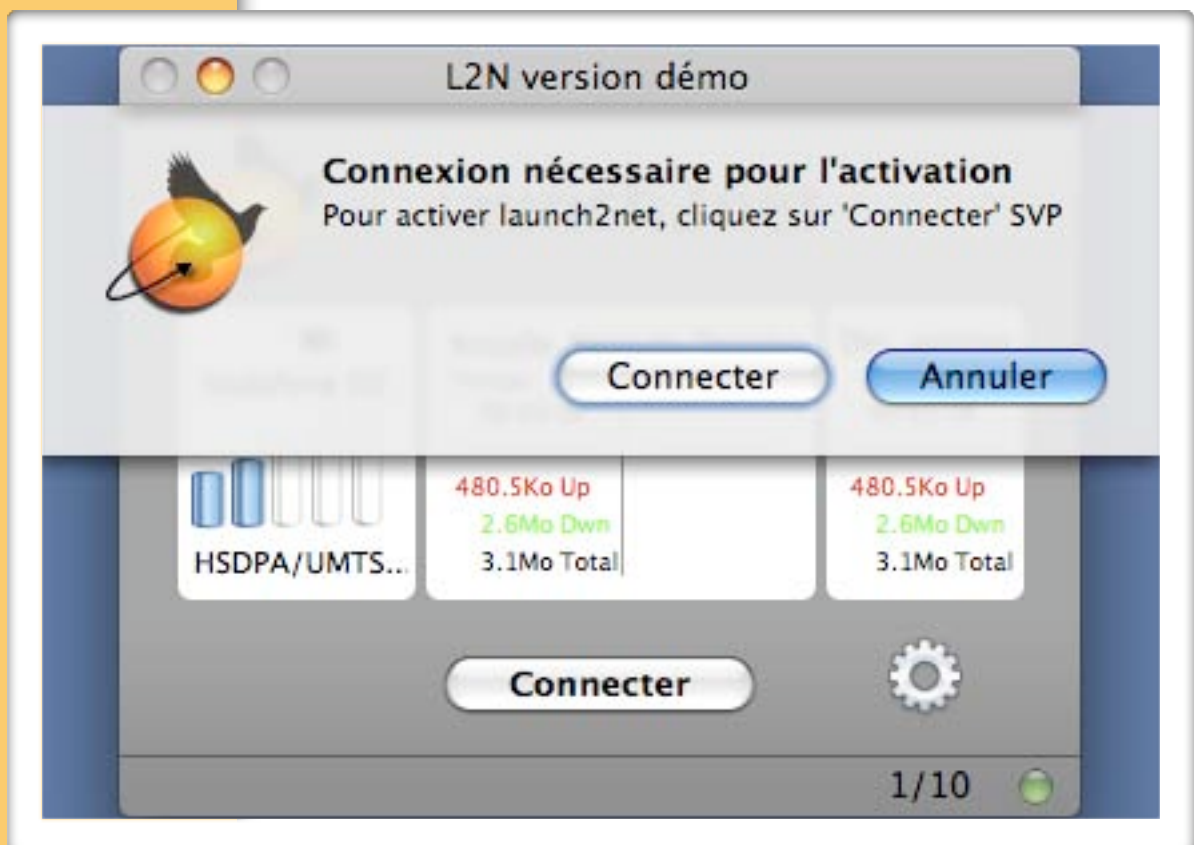 L2N version démo
Connexion nécessaire pour l'activation
Pour activer launch2net, cliquez sur 'Connecter' SVP
Connecter
Annuler
480.5Ko Up
2.6Mo Dwn
3.1Mo Total
480.5Ko Up
2.6Mo Dwn
3.1Mo Total
HSDPA/UMTS...
Connecter
1/10